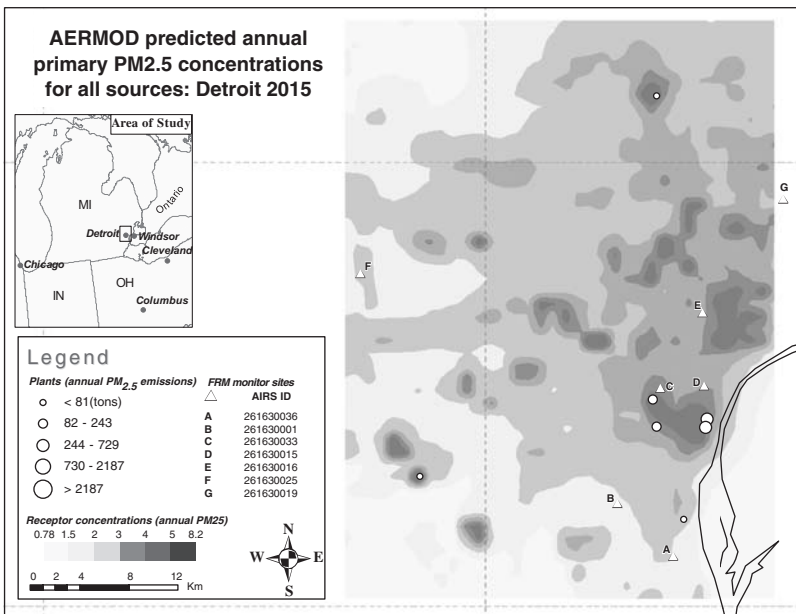 AERMOD predicted annual
primary PM2.5 concentrations
for all sources: Detroit 2015
Area of Study
MI
Ontario
Detroit
Windsor
Cleveland
Chicago
IN
OH
Columbus
Legend
Plants (annual PM2.5 emissions)
< 81(tons)
82 - 243
244 - 729
730 - 2187
> 2187
FRM monitor sites
AIRS ID
A 261630036
B 261630001
C 261630033
D 261630015
E 261630016
F 261630025
G 261630019
Receptor concentrations (annual PM25)
0.78 1.5 2 3 4 5 8.2
0 2 4 8 12
Km
N
W E
S
G
F
E
D
C
B
A